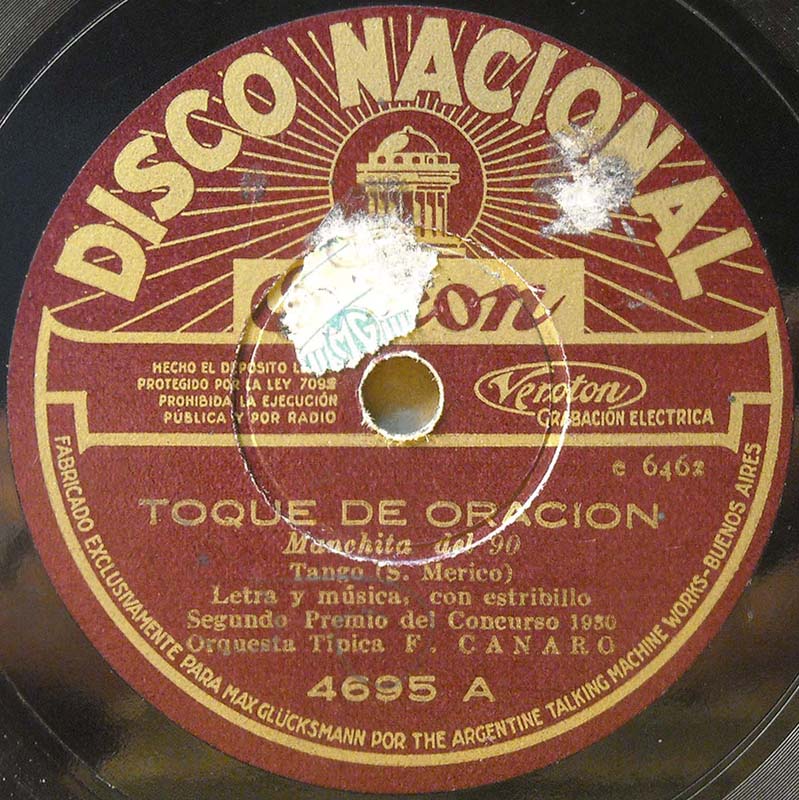 DISCO NACIONAL
HECHO EL DEPOSITO
PROTEGIDO POR LA LEY 7092
PROHIBIDA LA EJECUCIÓN
PÚBLICA Y POR RADIO
Veroton
GRABACIÓN ELECTRICA
e 6462
TOQUE DE ORACION
Manchita del 90
Tango (S. Merico)
Letra y música, con estribillo
Segundo Premio del Concurso 1930
Orquesta Típica F. CANARO
4695 A
FABRICADO EXCLUSIVAMENTE PARA MAX GLÜCKSMANN POR THE ARGENTINE TALKING MACHINE WORKS-BUENOS AIRES